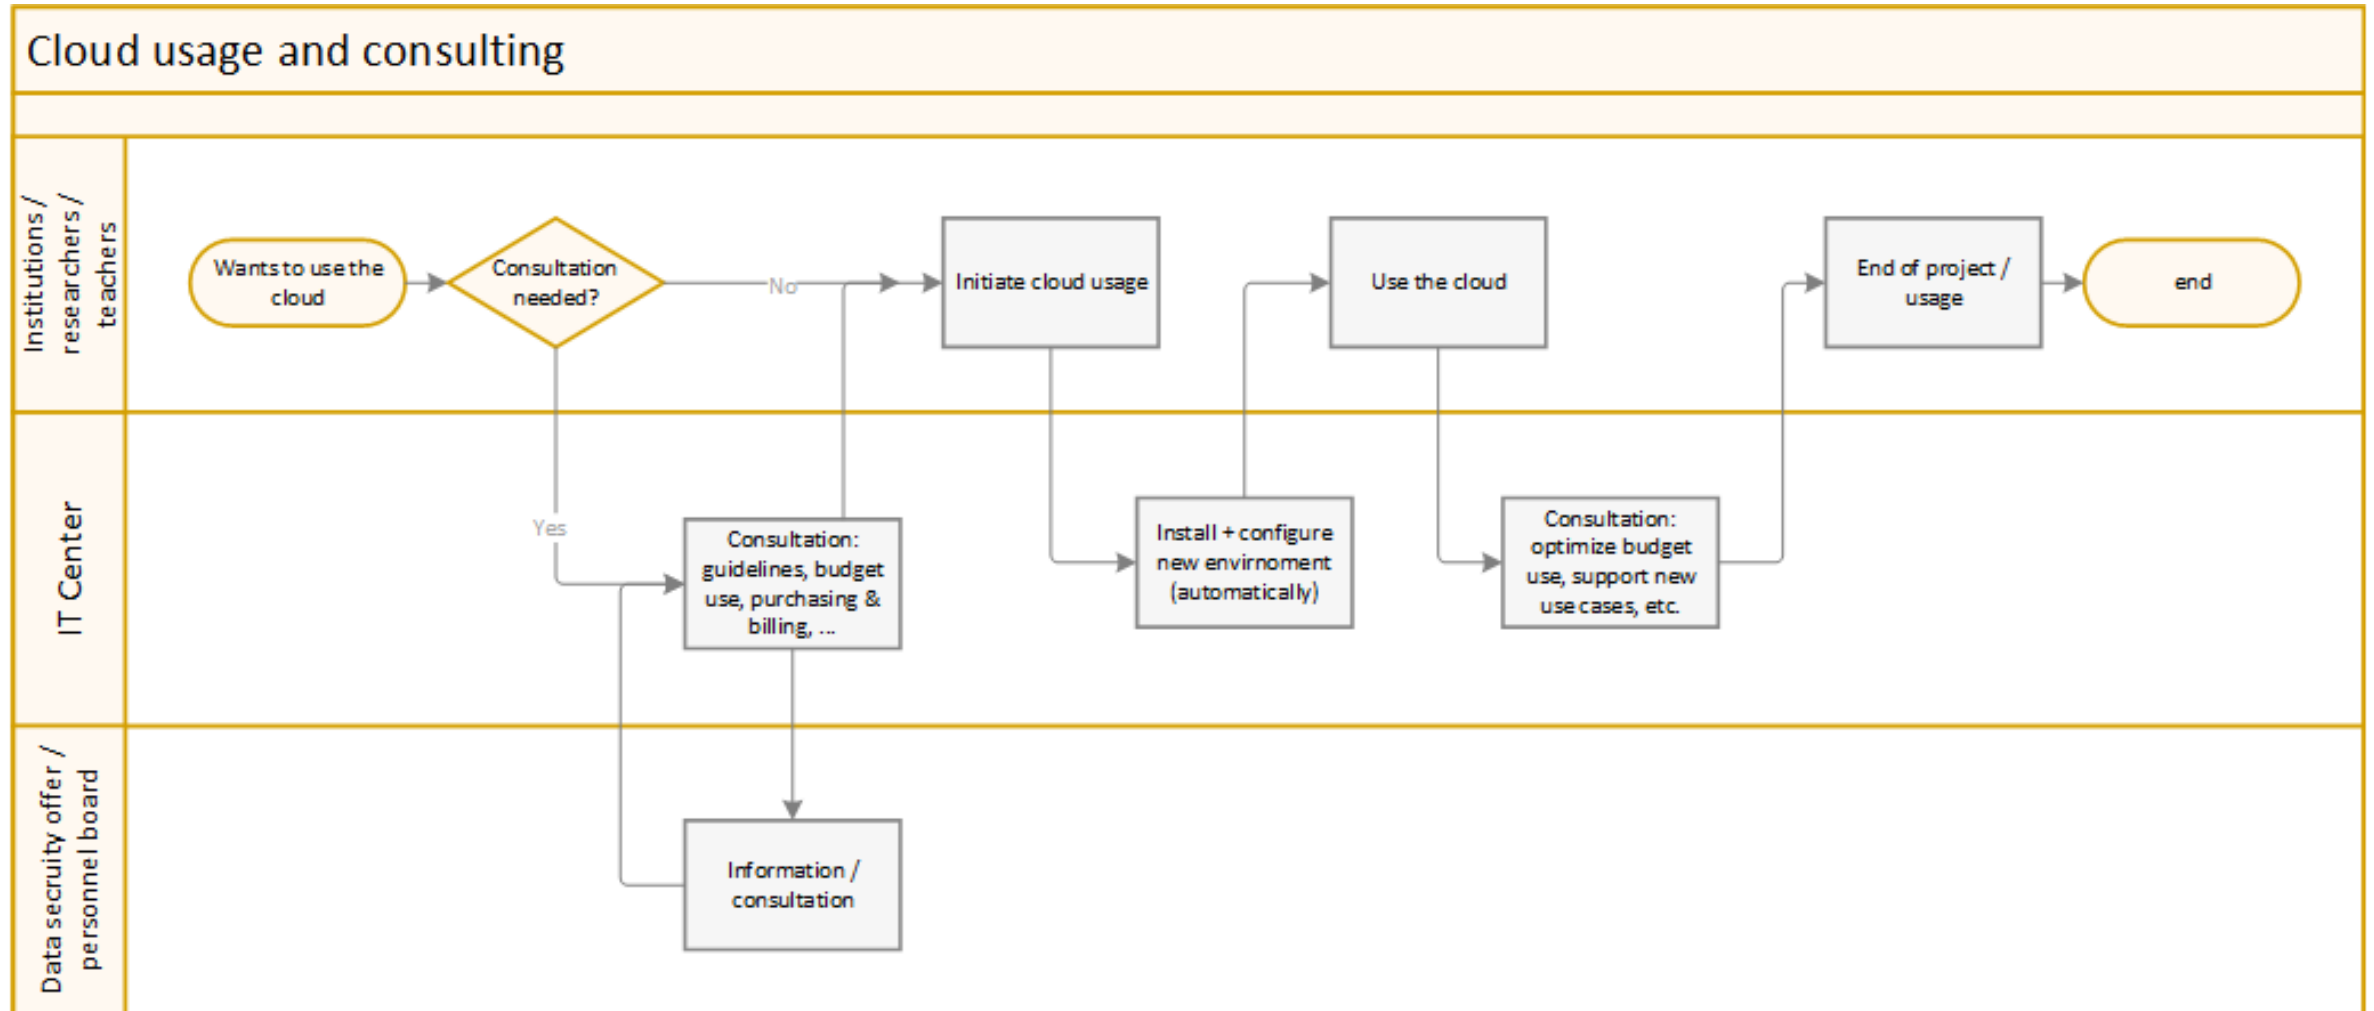 Cloud usage and consulting
Institutions /
researchers /
teachers
Wants to use the
cloud
Consultation
needed?
No
Initiate cloud usage
Use the cloud
End of project /
usage
end
IT Center
Yes
Consultation:
guidelines, budget
use, purchasing &
billing, ...
Install + configure
new envirnoment
(automatically)
Consultation:
optimize budget
use, support new
use cases, etc.
Data secruity offer /
personnel board
Information /
consultation